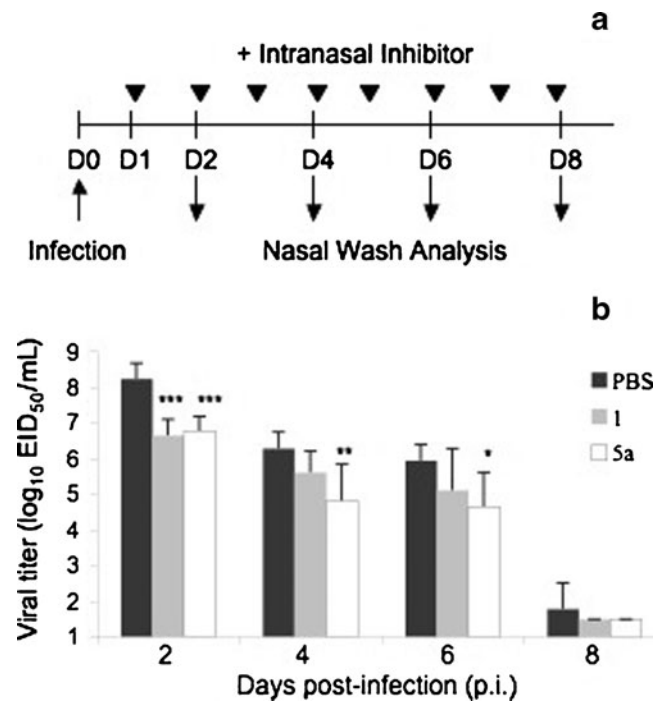 a
+ Intranasal Inhibitor
D0 D1 D2 D4 D6 D8
Infection Nasal Wash Analysis
b
Viral titer (log10 EID50/mL)
9
8
7
6
5
4
3
2
1
*** *** ** *
PBS
1
5a
2 4 6 8
Days post-infection (p.i.)